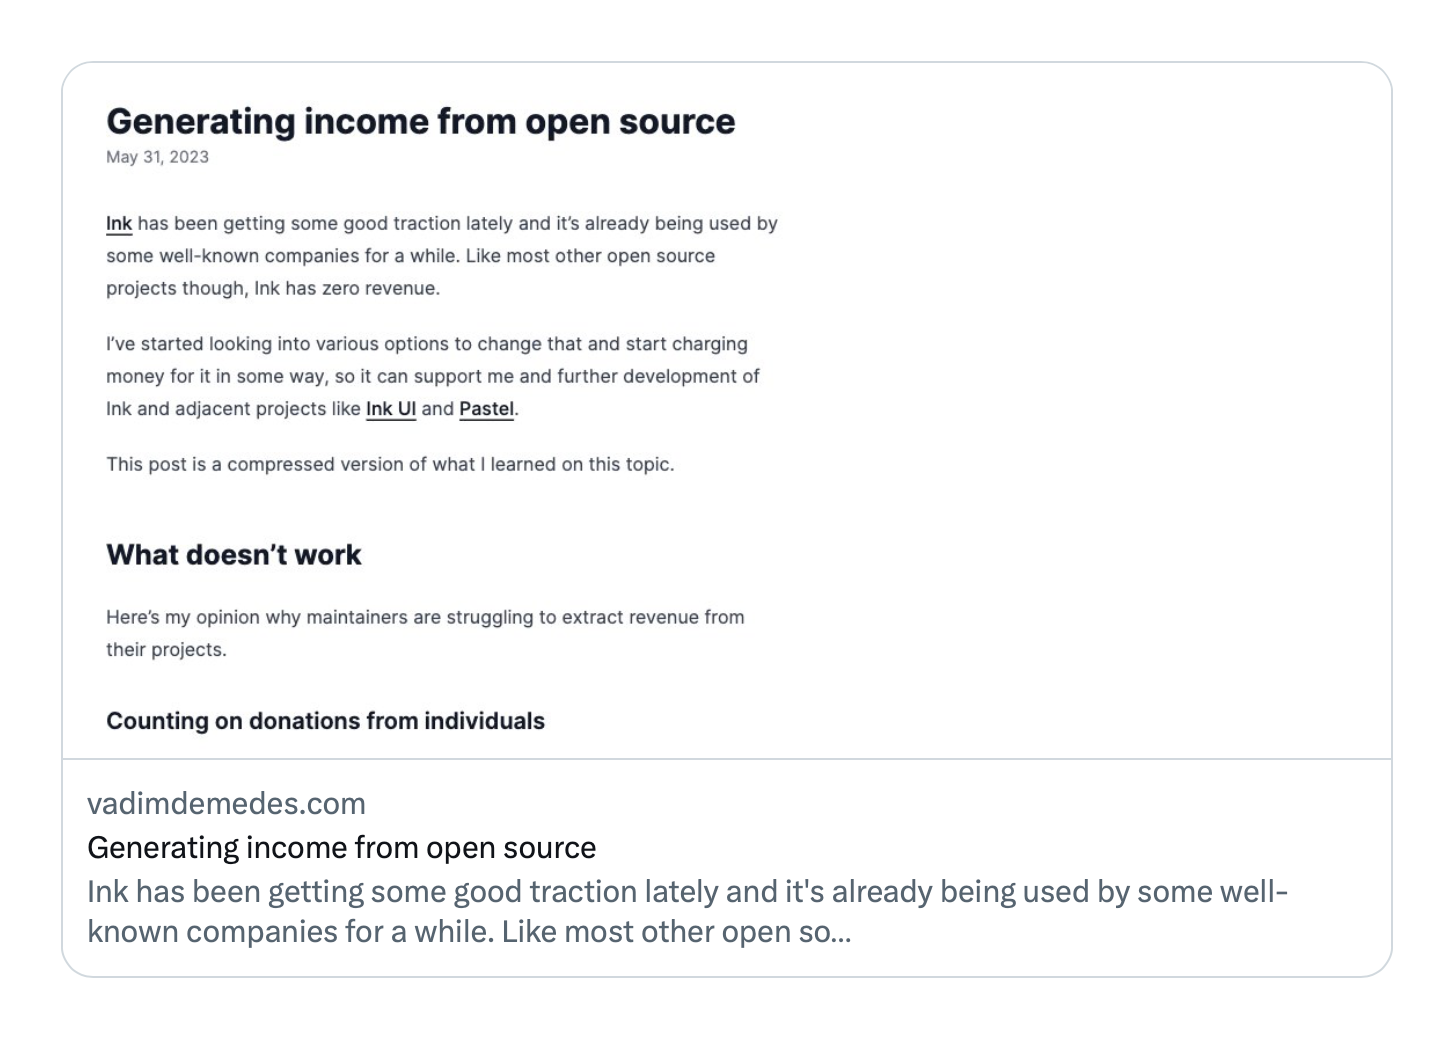 Generating income from open source
May 31, 2023
Ink has been getting some good traction lately and it’s already being used by
some well-known companies for a while. Like most other open source
projects though, Ink has zero revenue.
I’ve started looking into various options to change that and start charging
money for it in some way, so it can support me and further development of
Ink and adjacent projects like Ink UI and Pastel.
This post is a compressed version of what I learned on this topic.
What doesn’t work
Here’s my opinion why maintainers are struggling to extract revenue from
their projects.
Counting on donations from individuals
vadimdemedes.com
Generating income from open source
Ink has been getting some good traction lately and it's already being used by some well-
known companies for a while. Like most other open so...